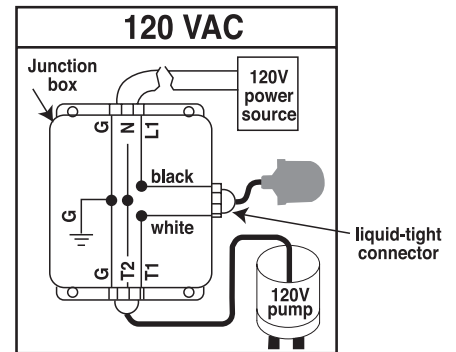 120 VAC
Junction
box
120V
power
source
G
N
L1
black
white
G
G
T2
T1
liquid-tight
connector
120V
pump